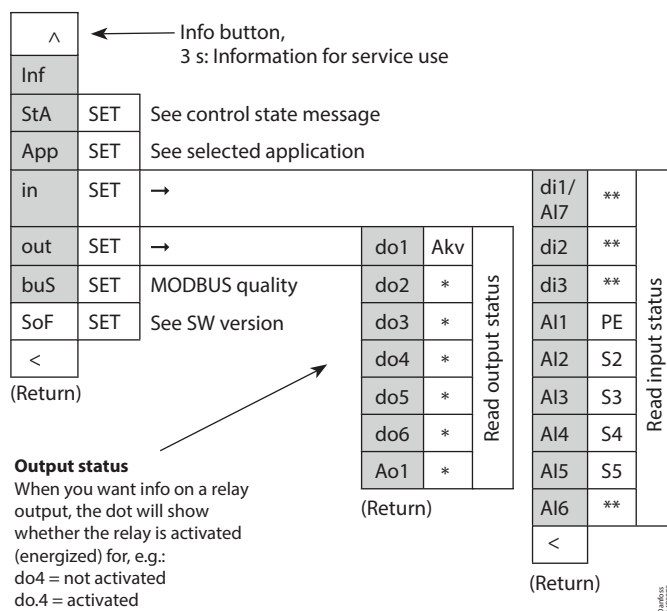 ^
Info button,
3 s: Information for service use
Inf
StA SET See control state message
App SET See selected application
in SET →
out SET →
buS SET MODBUS quality
SoF SET See SW version
<
(Return)
do1 Akv
do2 *
do3 *
do4 *
do5 *
do6 *
Ao1 *
Read output status
(Return)
di1/
AI7 **
di2 **
di3 **
AI1 PE
AI2 S2
AI3 S3
AI4 S4
AI5 S5
AI6 **
<
Read input status
(Return)
Output status
When you want info on a relay
output, the dot will show
whether the relay is activated
(energized) for, e.g.:
do4 = not activated
do.4 = activated
Danfoss